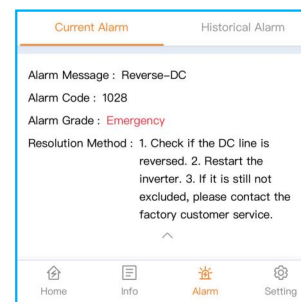 Current Alarm Historical Alarm
Alarm Message : Reverse-DC
Alarm Code : 1028
Alarm Grade : Emergency
Resolution Method : 1. Check if the DC line is
reversed. 2. Restart the
inverter. 3. If it is still not
excluded, please contact the
factory customer service.
Home Info Alarm Setting